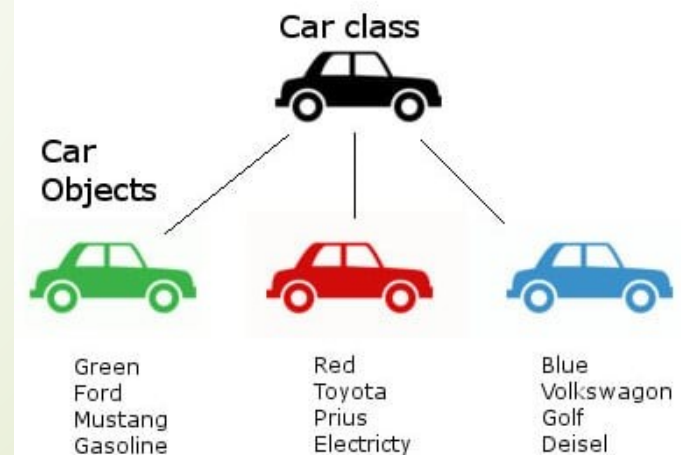 Car class
Car
Objects
Green
Ford
Mustang
Gasoline
Red
Toyota
Prius
Electricty
Blue
Volkswagon
Golf
Deisel